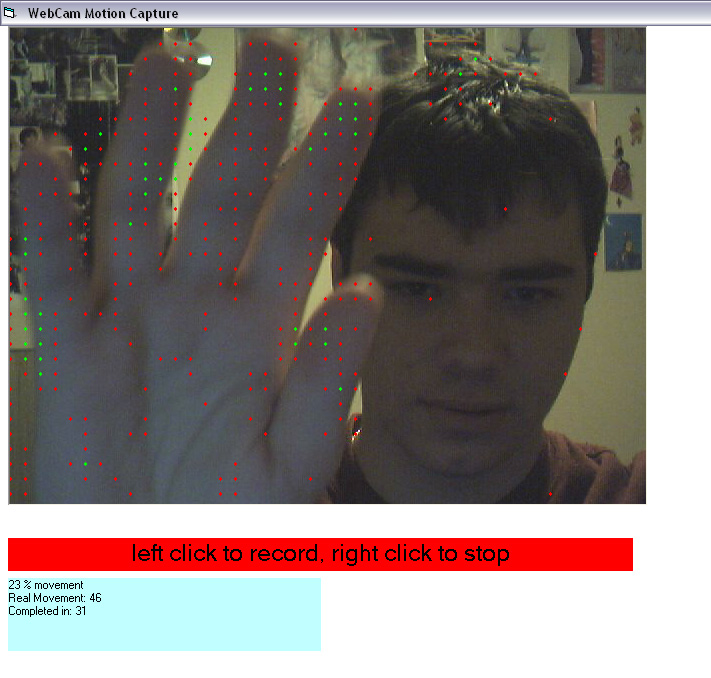 WebCam Motion Capture
left click to record, right click to stop
23 % movement
Real Movement: 46
Completed in: 31